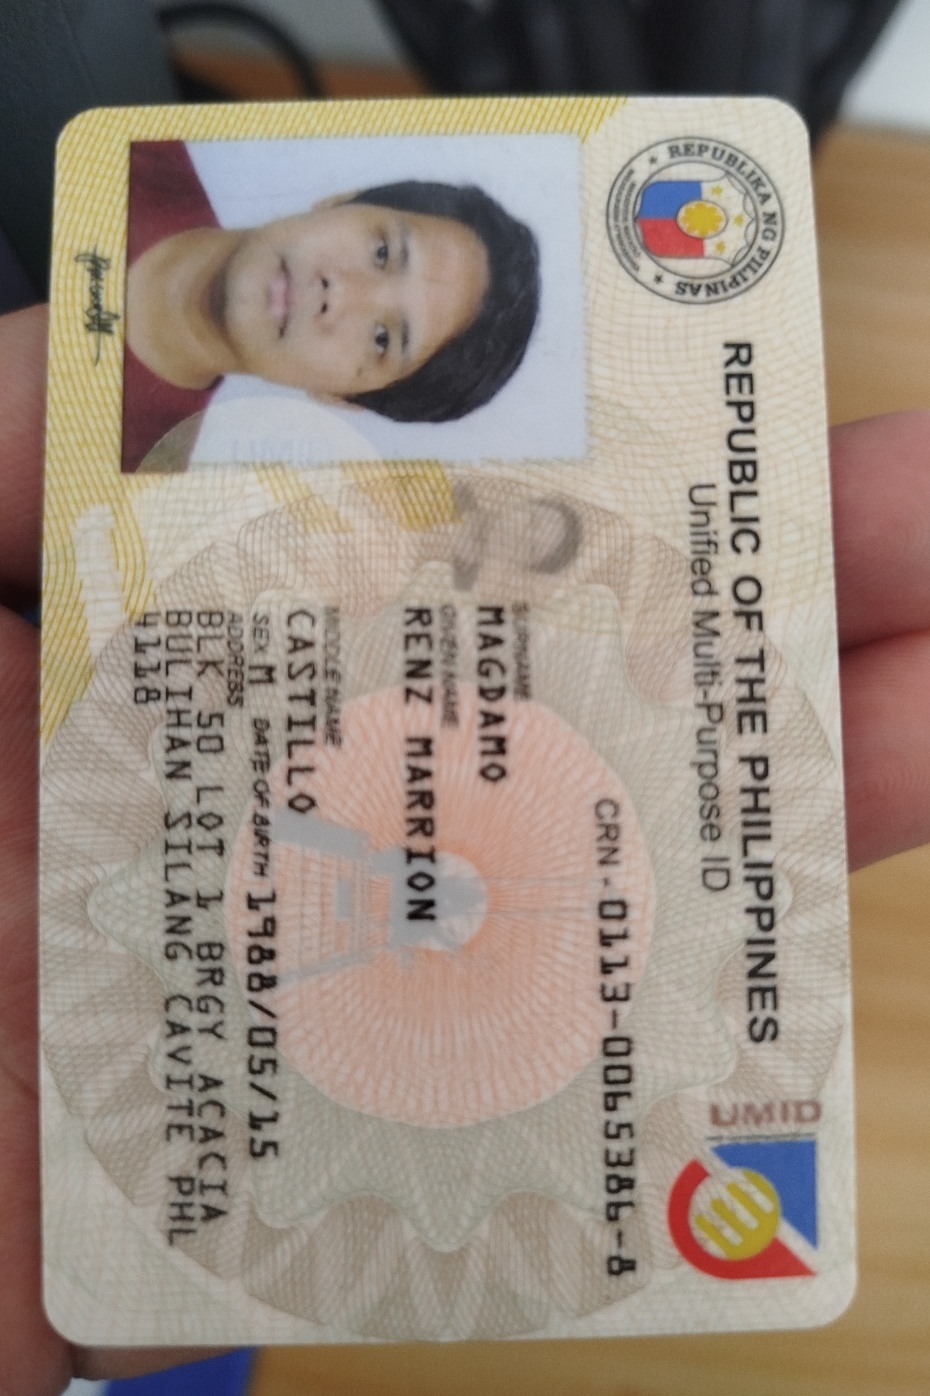 REPUBLIKA NG PILIPINAS
REPUBLIC OF THE PHILIPPINES
Unified Multi-Purpose ID
UMID
CRN-0113-0065386-8
SURNAME
MAGDAMO
GIVEN NAME
RENZ MARRION
MIDDLE NAME
CASTILLO
SEX M DATE OF BIRTH 1988/05/15
ADDRESS
BLK 50 LOT 1 BRGY ACACIA
BULIHAN SILANG CAVITE PHL
4118